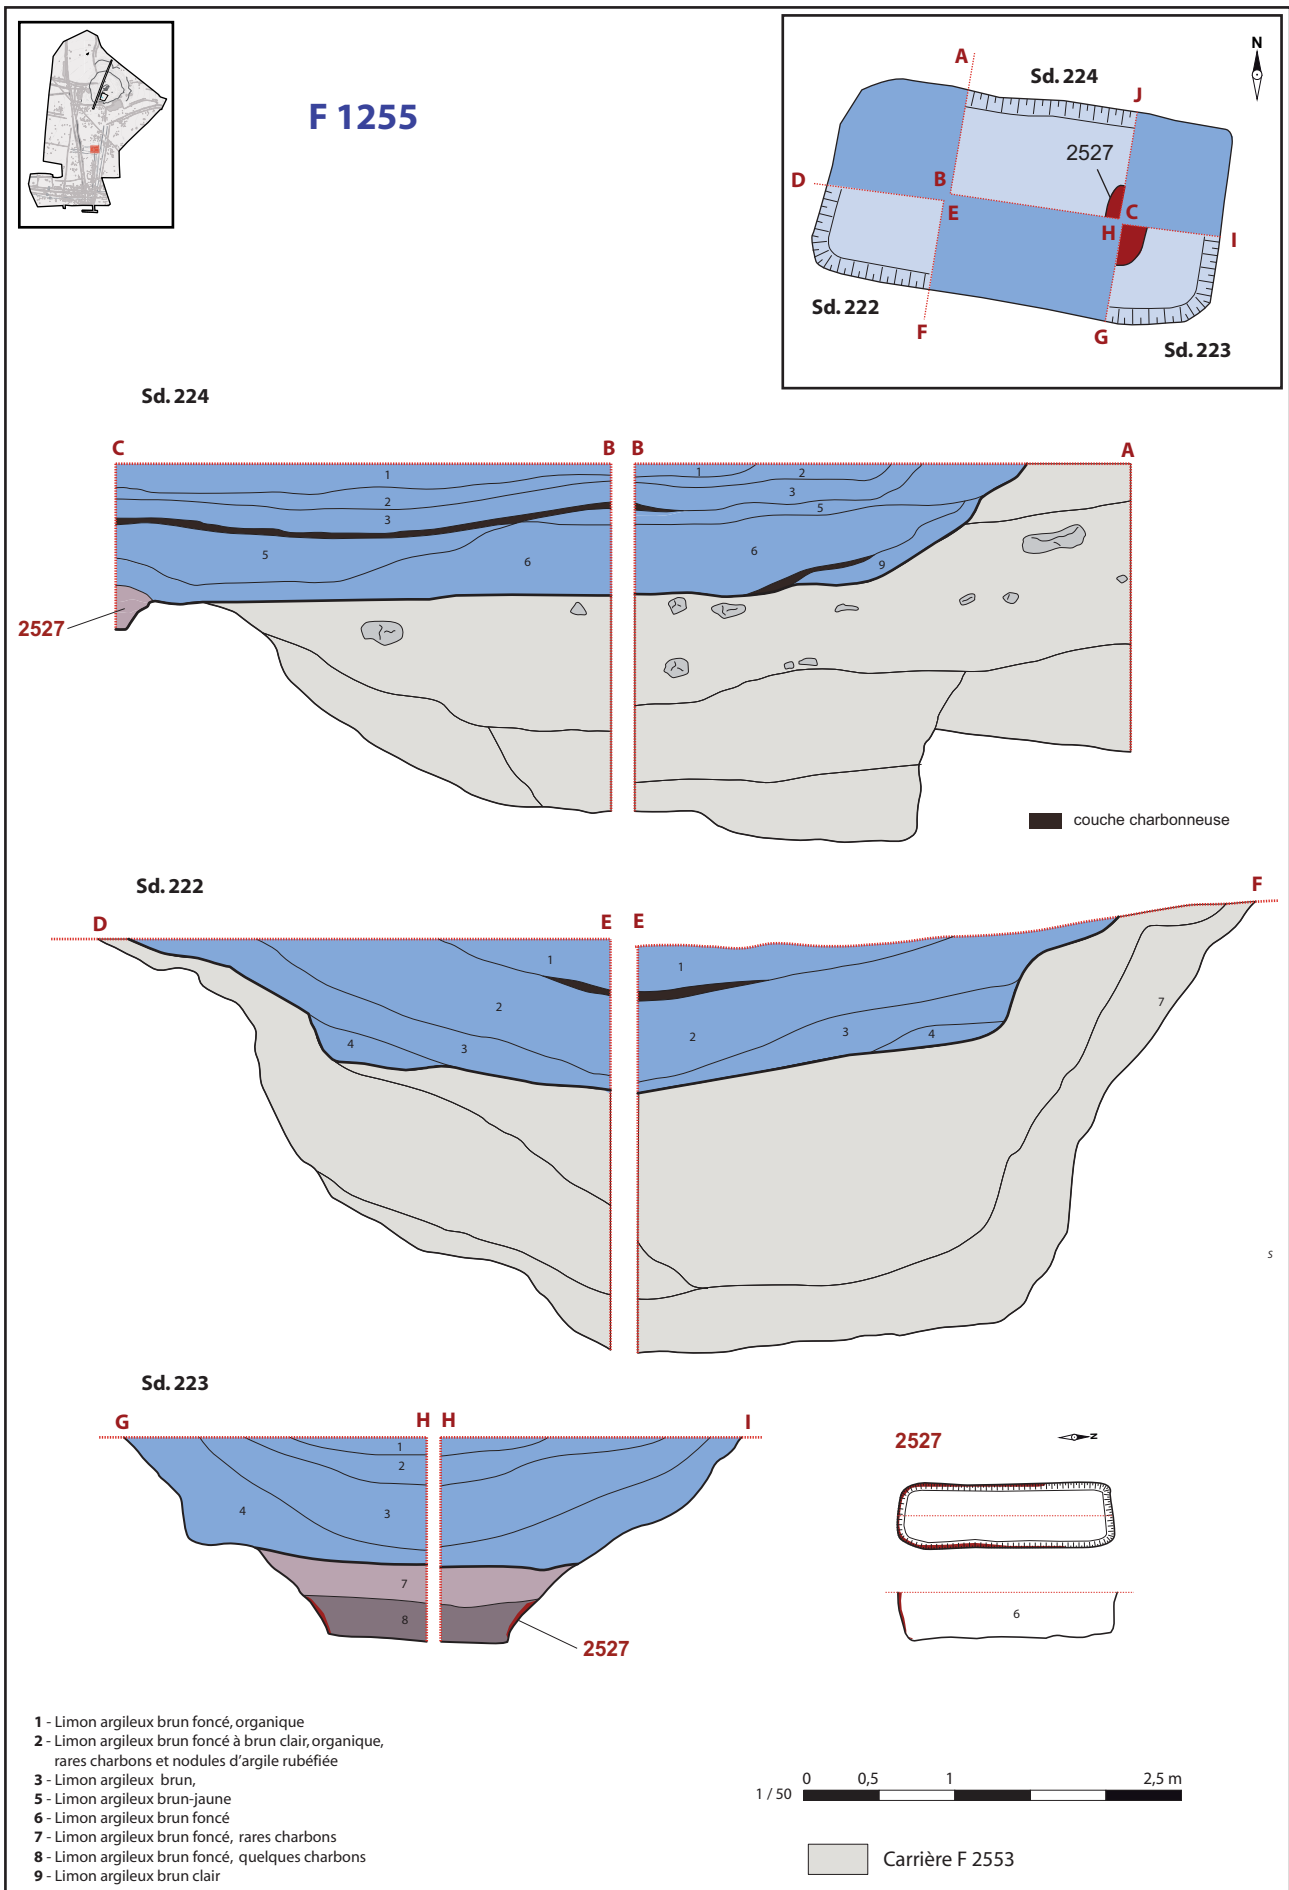 F 1255
N
A
Sd. 224
J
2527
D
B
E
C
H
I
Sd. 222
F
G
Sd. 223
Sd. 224
C
B
B
A
1
2
3
5
6
1
2
3
5
6
9
2527
couche charbonneuse
Sd. 222
D
E
E
F
1
2
3
4
1
2
3
4
7
S
Sd. 223
G
H
H
I
1
2
3
4
7
8
2527
2527
N
6
1 - Limon argileux brun foncé, organique
2 - Limon argileux brun foncé à brun clair, organique,
rares charbons et nodules d'argile rubéfiée
3 - Limon argileux brun,
5 - Limon argileux brun-jaune
6 - Limon argileux brun foncé
7 - Limon argileux brun foncé, rares charbons
8 - Limon argileux brun foncé, quelques charbons
9 - Limon argileux brun clair
0 0,5 1 2,5 m
1 / 50
Carrière F 2553